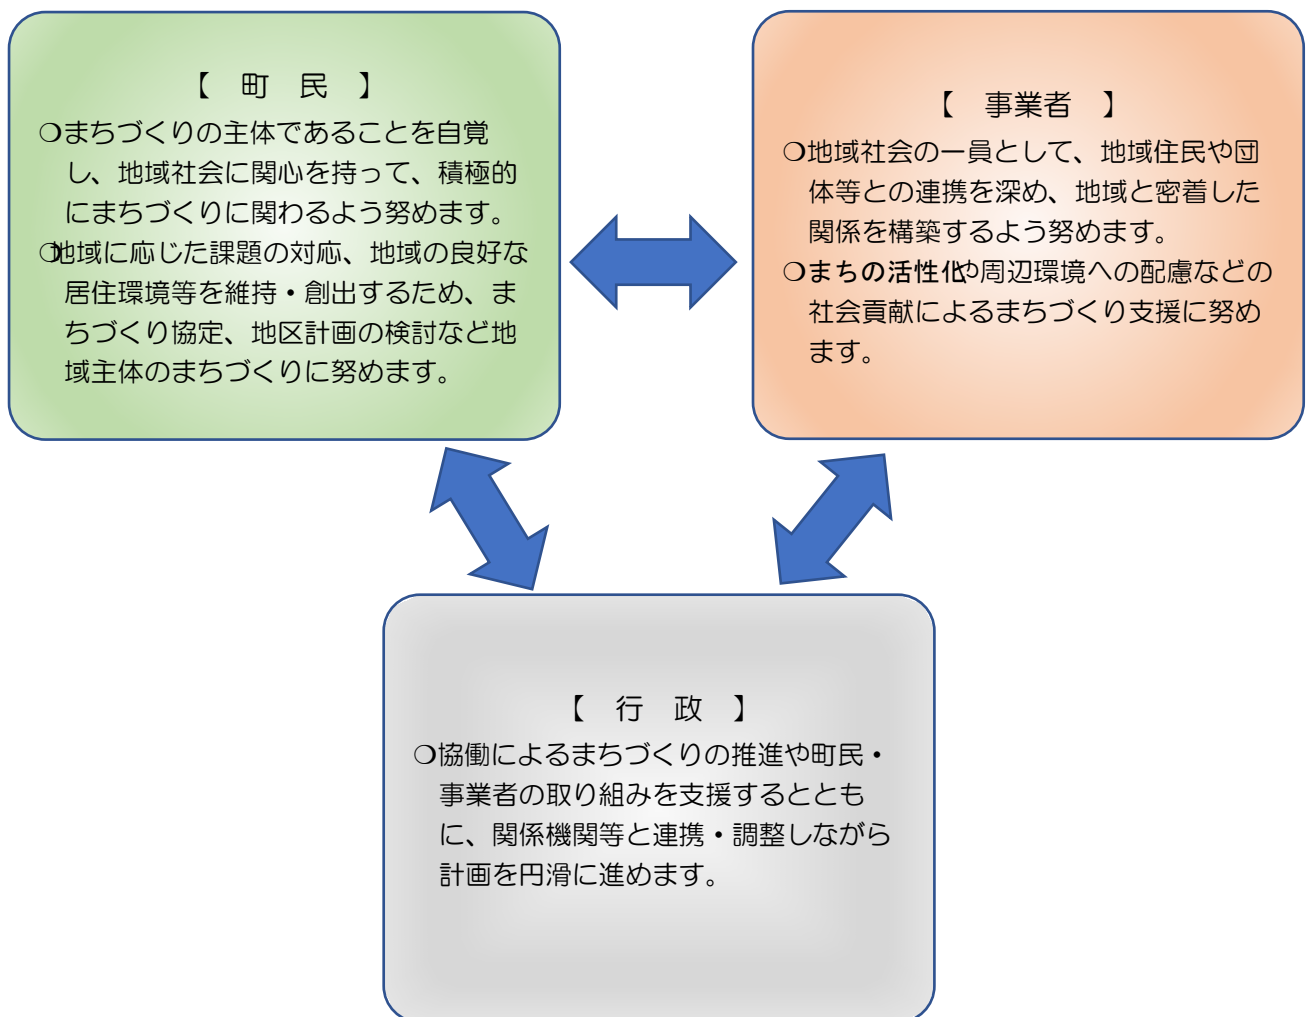 【　町　民　】
〇まちづくりの主体であることを自覚
し、地域社会に関心を持って、積極的
にまちづくりに関わるよう努めます。
〇地域に応じた課題の対応、地域の良好な
居住環境等を維持・創出するため、ま
ちづくり協定、地区計画の検討など地
域主体のまちづくりに努めます。
【　事業者　】
〇地域社会の一員として、地域住民や団
体等との連携を深め、地域と密着した
関係を構築するよう努めます。
〇まちの活性化や周辺環境への配慮などの
社会貢献によるまちづくり支援に努め
ます。
【　行　政　】
〇協働によるまちづくりの推進や町民・
事業者の取り組みを支援するととも
に、関係機関等と連携・調整しながら
計画を円滑に進めます。